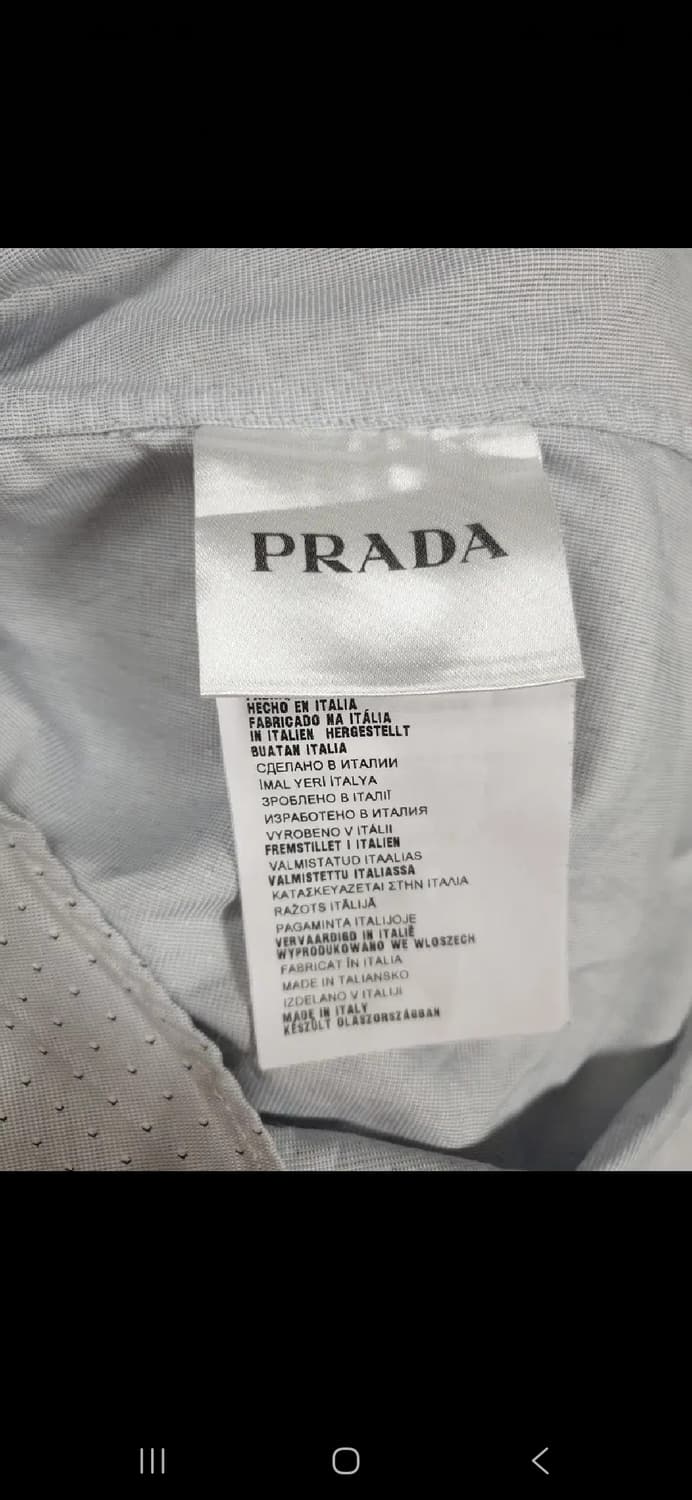 PRADA
HECHO EN ITALIA
FABRICADO NA ITÁLIA
IN ITALIEN HERGESTELLT
BUATAN ITALIA
СДЕЛАНО В ИТАЛИИ
İMAL YERİ İTALYA
ЗРОБЛЕНО В ІТАЛІЇ
ИЗРАБОТЕНО В ИТАЛИЯ
VYROBENO V ITÁLII
FREMSTILLET I ITALIEN
VALMISTATUD ITAALIAS
VALMISTETTU ITALIASSA
ΚΑΤΑΣΚΕΥΑΖΕΤΑΙ ΣΤΗΝ ΙΤΑΛΙΑ
RAŽOTS ITĀLIJĀ
PAGAMINTA ITALIJOJE
VERVAARDIGD IN ITALIË
WYPRODUKOWANO WE WLOSZECH
FABRICAT ÎN ITALIA
MADE IN TALIANSKO
IZDELANO V ITALIJI
MADE IN ITALY
KÉSZÜLT OLASZORSZÁGBAN